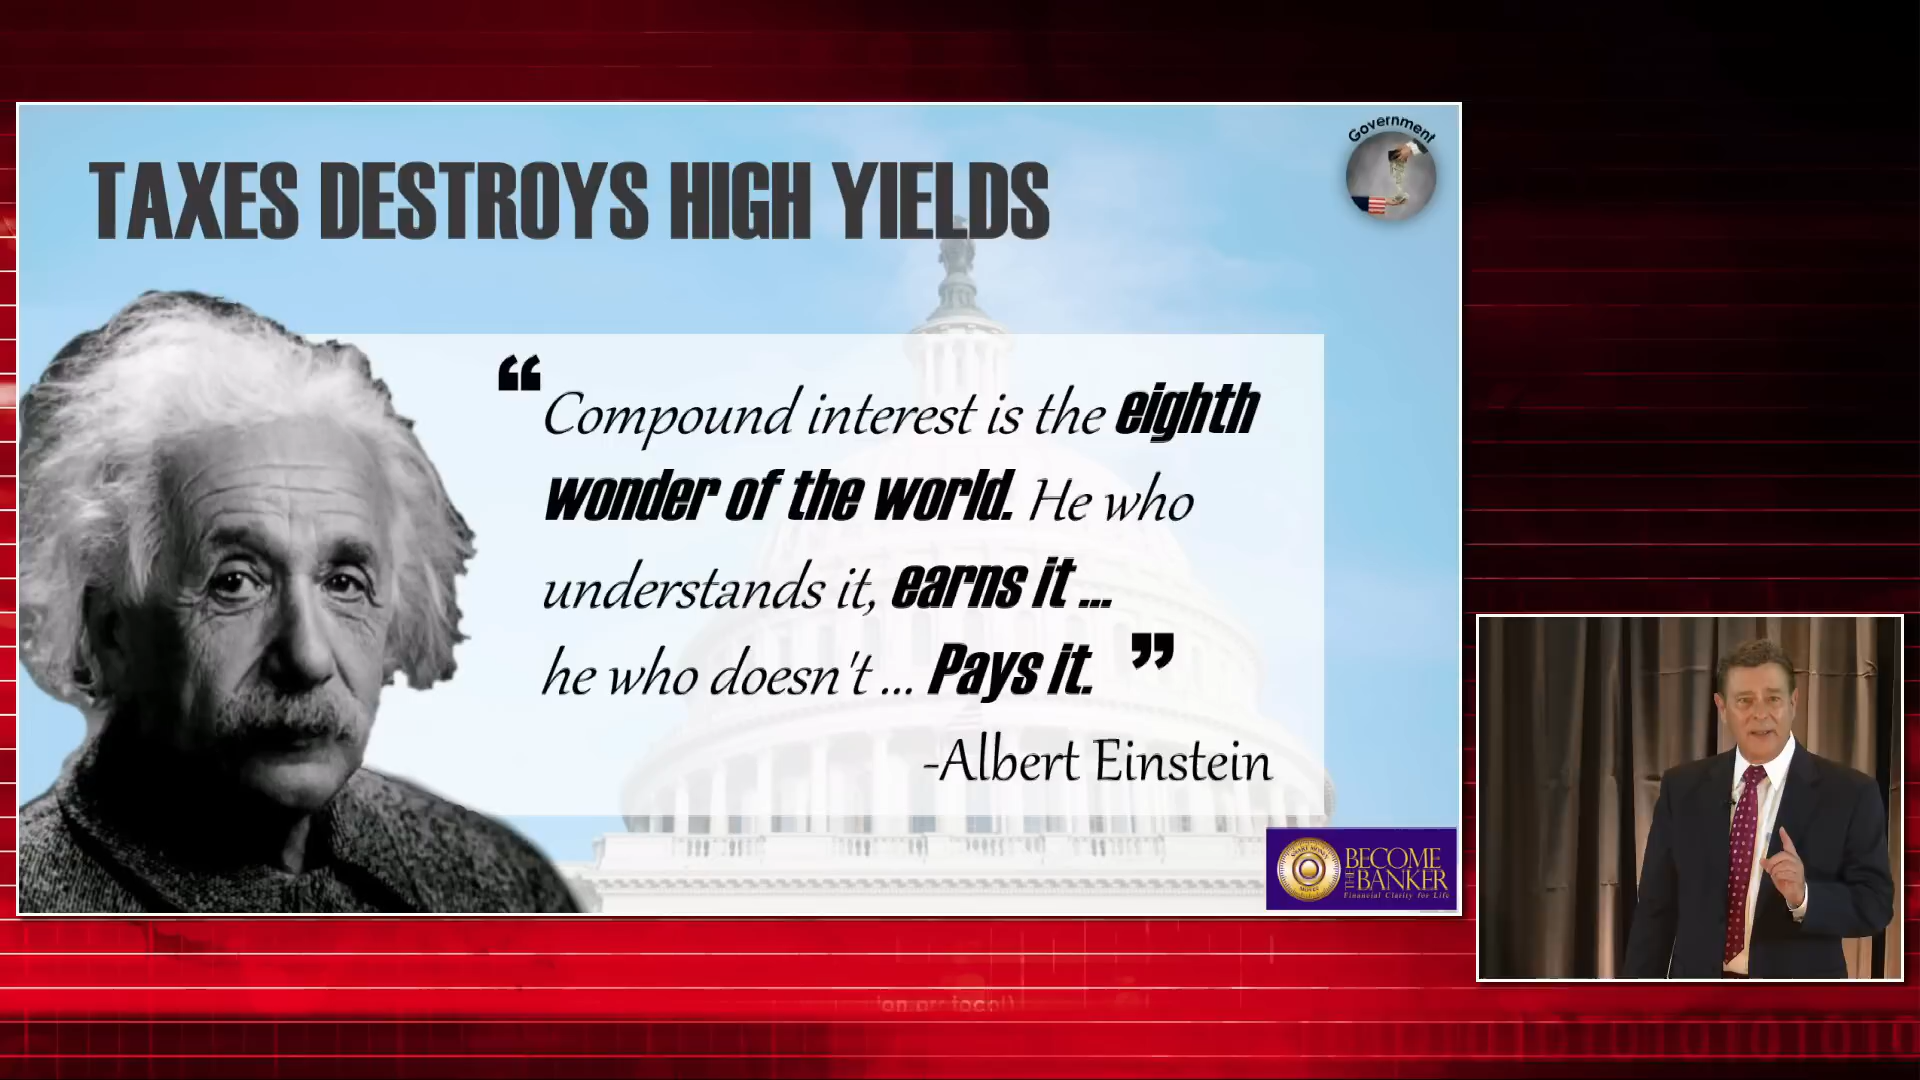 Government
TAXES DESTROYS HIGH YIELDS
“Compound interest is the eighth
wonder of the world. He who
understands it, earns it ...
he who doesn't ... Pays it. ”
-Albert Einstein
BECOME
THE BANKER
Financial Clarity for Life